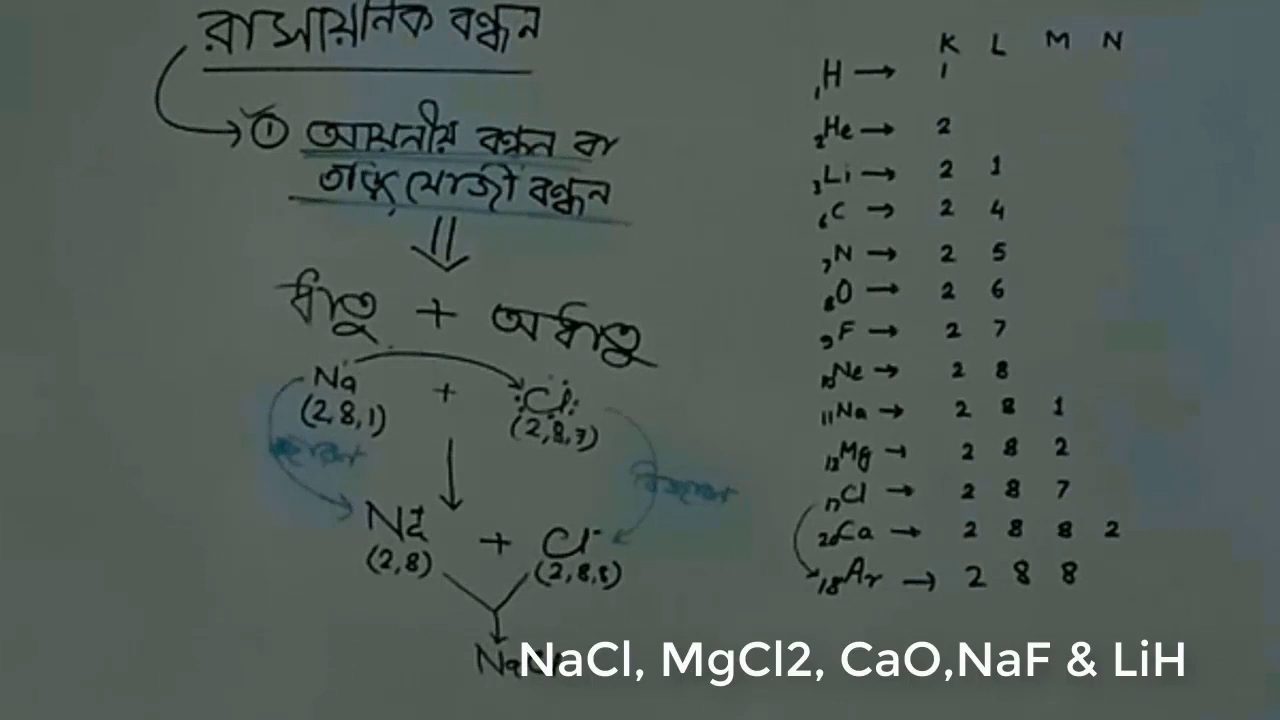 রাসায়নিক বন্ধন
① আয়নীয় বন্ধন বা
তড়িৎযোজী বন্ধন
ধাতু + অধাতু
Na + Cl
(2,8,1) (2,8,7)
Na+ + Cl-
(2,8) (2,8,8)
K L M N
1H → 1
2He → 2
3Li → 2 1
6C → 2 4
7N → 2 5
8O → 2 6
9F → 2 7
10Ne → 2 8
11Na → 2 8 1
12Mg → 2 8 2
17Cl → 2 8 7
20Ca → 2 8 8 2
18Ar → 2 8 8
NaCl
NaCl, MgCl2, CaO,NaF & LiH